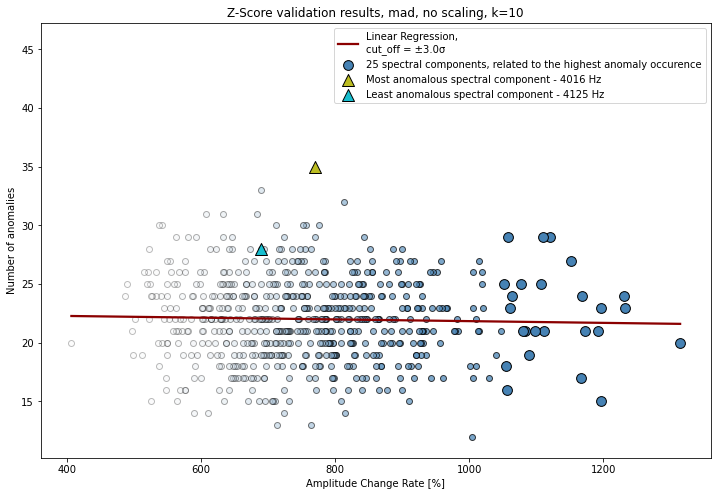 Z-Score validation results, mad, no scaling, k=10
Linear Regression,
cut_off = ±3.0σ
25 spectral components, related to the highest anomaly occurence
Most anomalous spectral component - 4016 Hz
Least anomalous spectral component - 4125 Hz
Number of anomalies
45
40
35
30
25
20
15
400 600 800 1000 1200
Amplitude Change Rate [%]